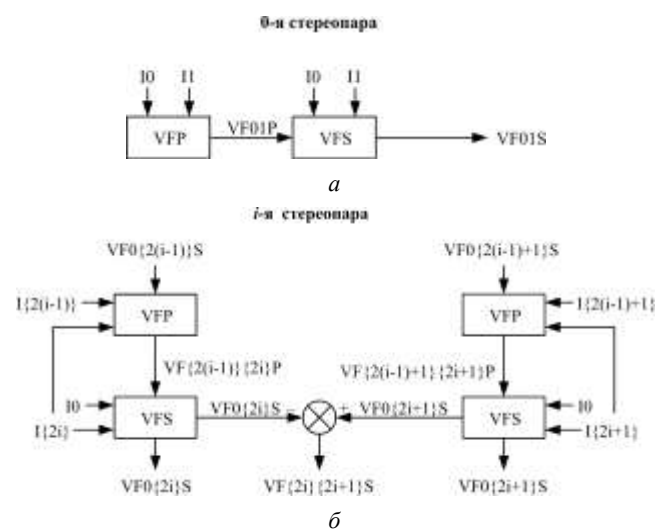 0-я стереопара
I0 I1 I0 I1
VFP VF01P VFS VF01S
а
i-я стереопара
VF0{2(i-1)}S VF0{2(i-1)+1}S
I{2(i-1)} VFP VFP I{2(i-1)+1}
VF{2(i-1)}{2i}P VF{2(i-1)+1}{2i+1}P
I0 VF0{2i}S - + VF0{2i+1}S I0
I{2i} VFS VFS I{2i+1}
VF0{2i}S VF{2i}{2i+1}S VF0{2i+1}S
б